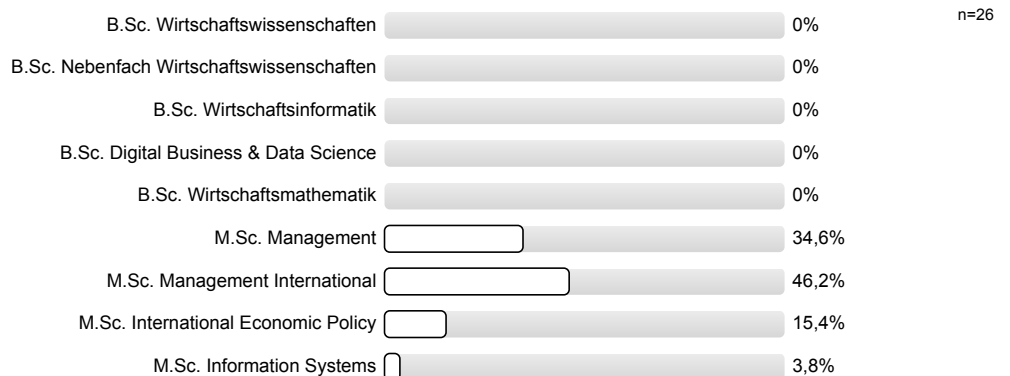 B.Sc. Wirtschaftswissenschaften 0% n=26
B.Sc. Nebenfach Wirtschaftswissenschaften 0%
B.Sc. Wirtschaftsinformatik 0%
B.Sc. Digital Business & Data Science 0%
B.Sc. Wirtschaftsmathematik 0%
M.Sc. Management 34,6%
M.Sc. Management International 46,2%
M.Sc. International Economic Policy 15,4%
M.Sc. Information Systems 3,8%